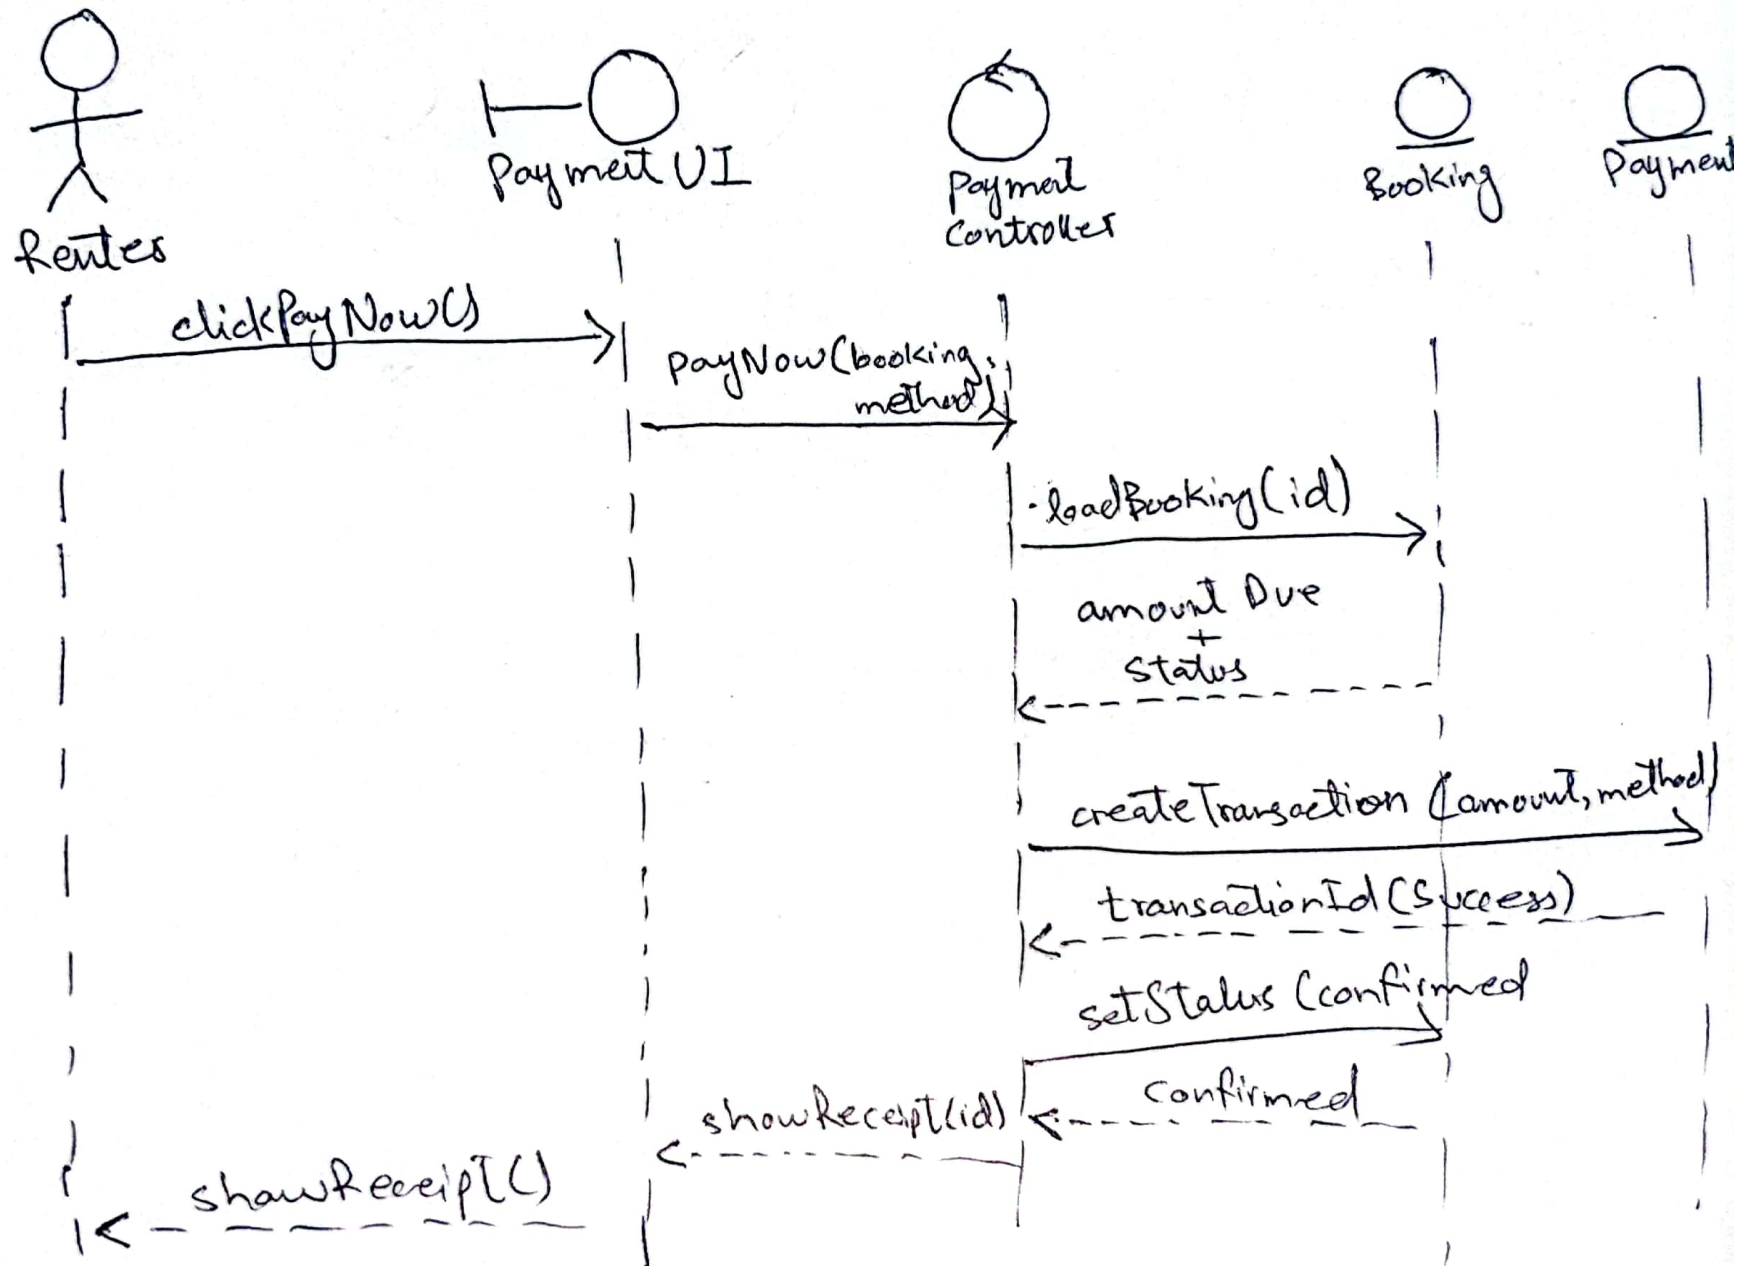 Payment UI
Payment
Controller
Booking
Payment
Renter
clickPayNow()
payNow(booking,
method)
loadBooking(id)
amount Due
+
Status
createTransaction (amount, method)
transactionId (Success)
setStatus (confirmed
Confirmed
showReceipt(id)
showReceipt()